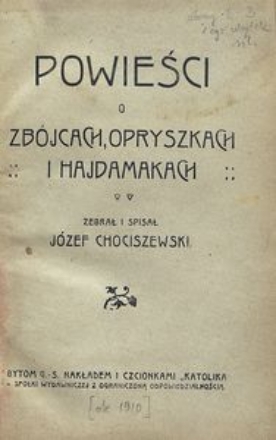 POWIEŚCI
O
ZBÓJCACH, OPRYSZKACH
:: I HAJDAMAKACH ::
ZEBRAŁ I SPISAŁ
JÓZEF CHOCISZEWSKI.
BYTOM G.-S. NAKŁADEM I CZCIONKAMI „KATOLIKA
SPÓŁKI WYDAWNICZEJ Z OGRANICZONĄ ODPOWIEDZIALNOŚCIĄ.
[ok 1910]